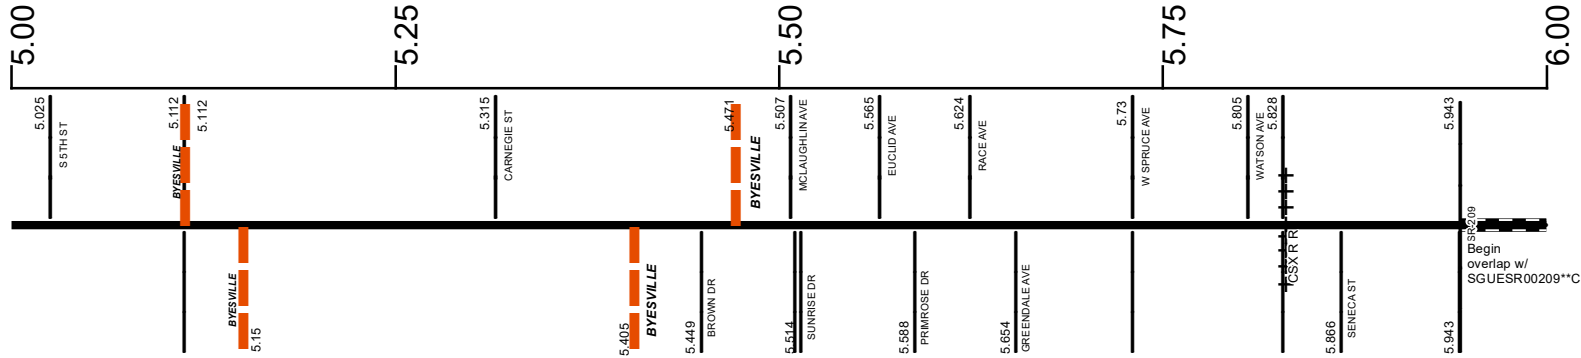 5.00
5.25
5.50
5.75
6.00
5.025
S 5TH ST
5.112
5.112
BYESVILLE
5.315
CARNEGIE ST
5.471
BYESVILLE
5.507
MCLAUGHLIN AVE
5.565
EUCLID AVE
5.624
RACE AVE
5.73
W SPRUCE AVE
5.805
WATSON AVE
5.828
5.943
SR-209
BYESVILLE
5.15
5.405
BYESVILLE
5.449
BROWN DR
5.514
SUNRISE DR
5.588
PRIMROSE DR
5.654
GREENDALE AVE
CSX R R
5.866
SENECA ST
5.943
Begin
overlap w/
SGUESR00209**C